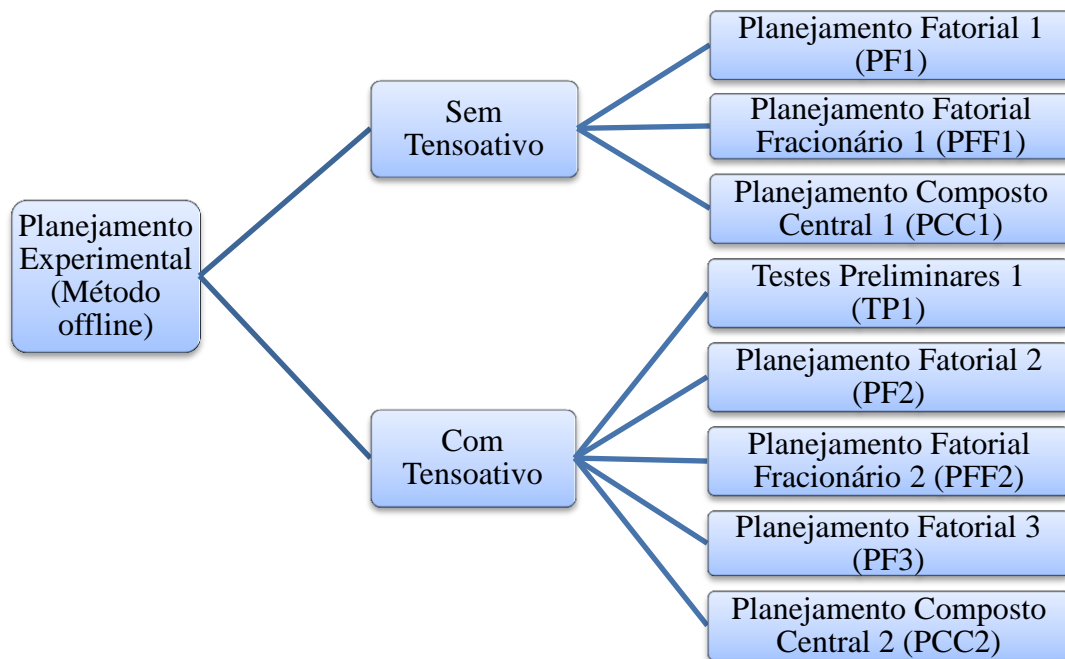 Planejamento
Experimental
(Método
offline)
Sem
Tensoativo
Planejamento Fatorial 1
(PF1)
Planejamento Fatorial
Fracionário 1 (PFF1)
Planejamento Composto
Central 1 (PCC1)
Com
Tensoativo
Testes Preliminares 1
(TP1)
Planejamento Fatorial 2
(PF2)
Planejamento Fatorial
Fracionário 2 (PFF2)
Planejamento Fatorial 3
(PF3)
Planejamento Composto
Central 2 (PCC2)